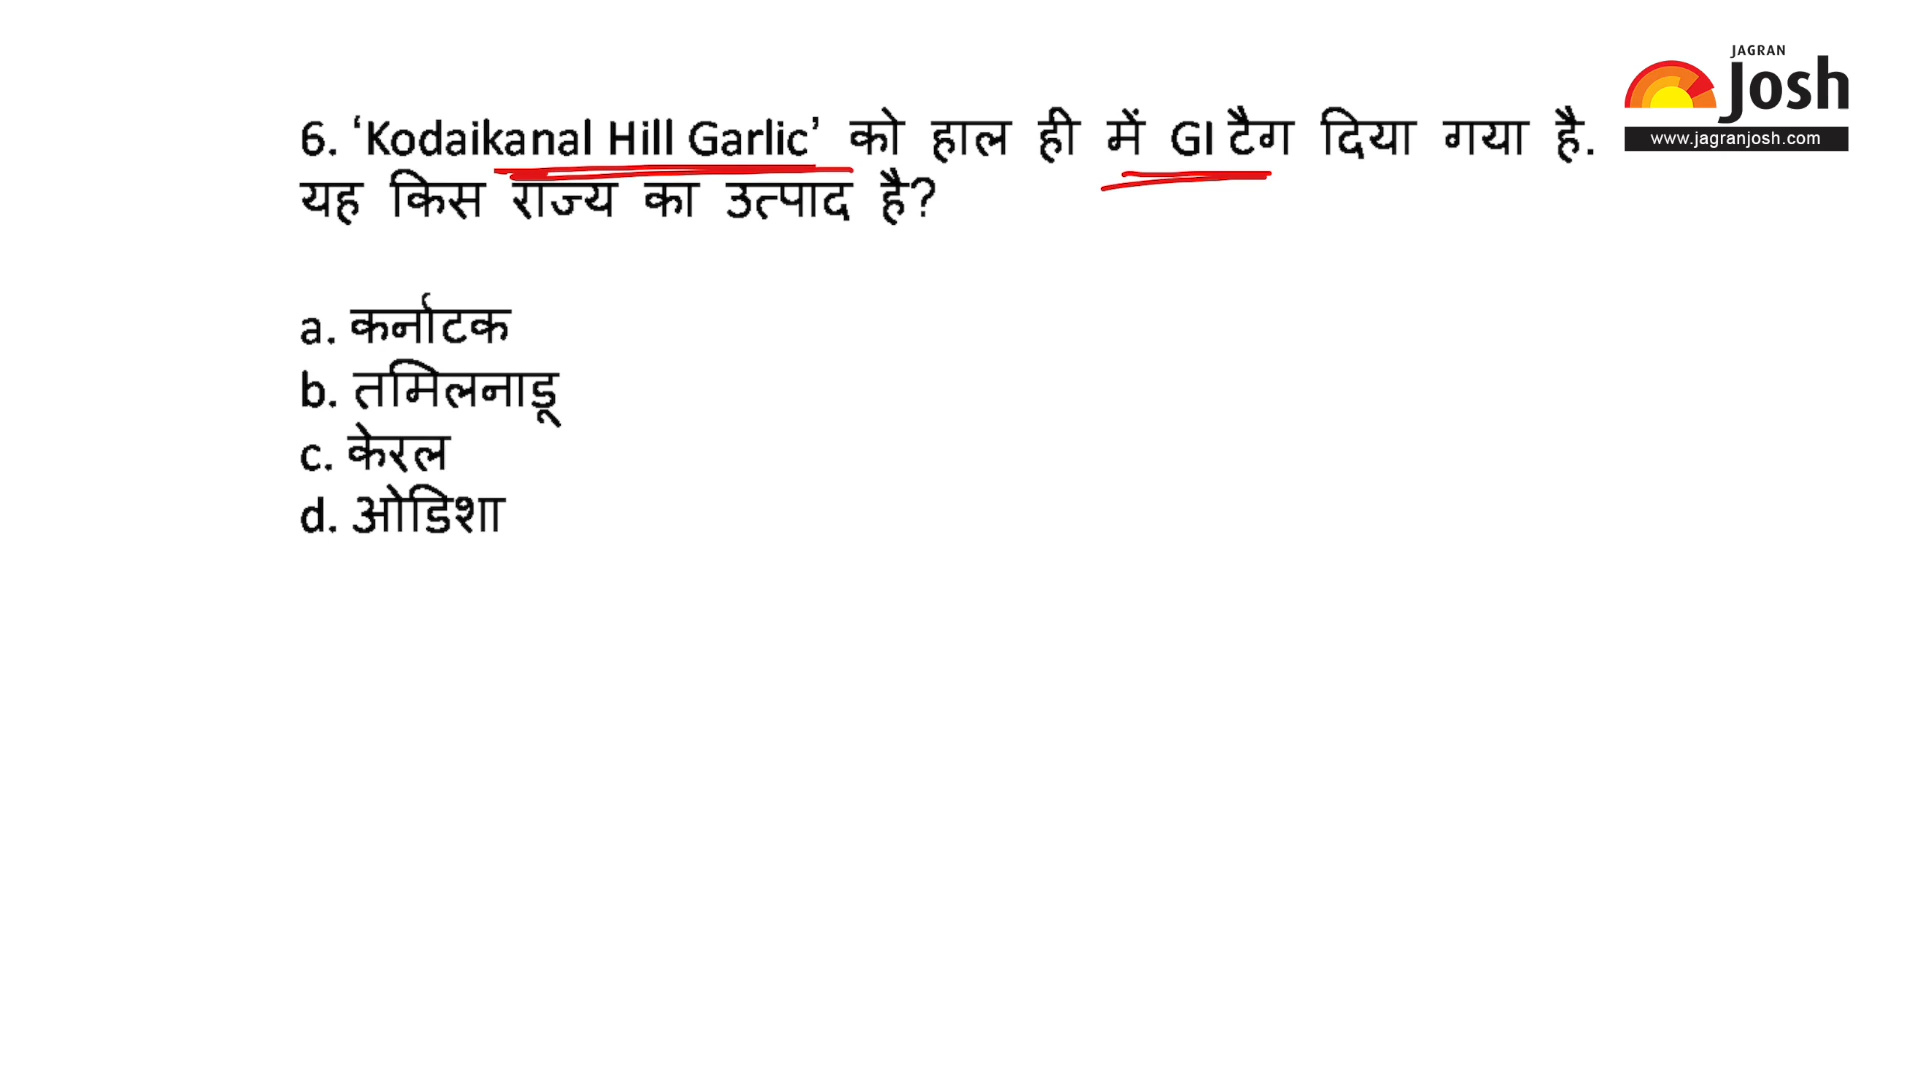 JAGRAN
Josh
www.jagranjosh.com
6. ‘Kodaikanal Hill Garlic’ को हाल ही में GI टैग दिया गया है.
यह किस राज्य का उत्पाद है?
a. कर्नाटक
b. तमिलनाडू
c. केरल
d. ओडिशा